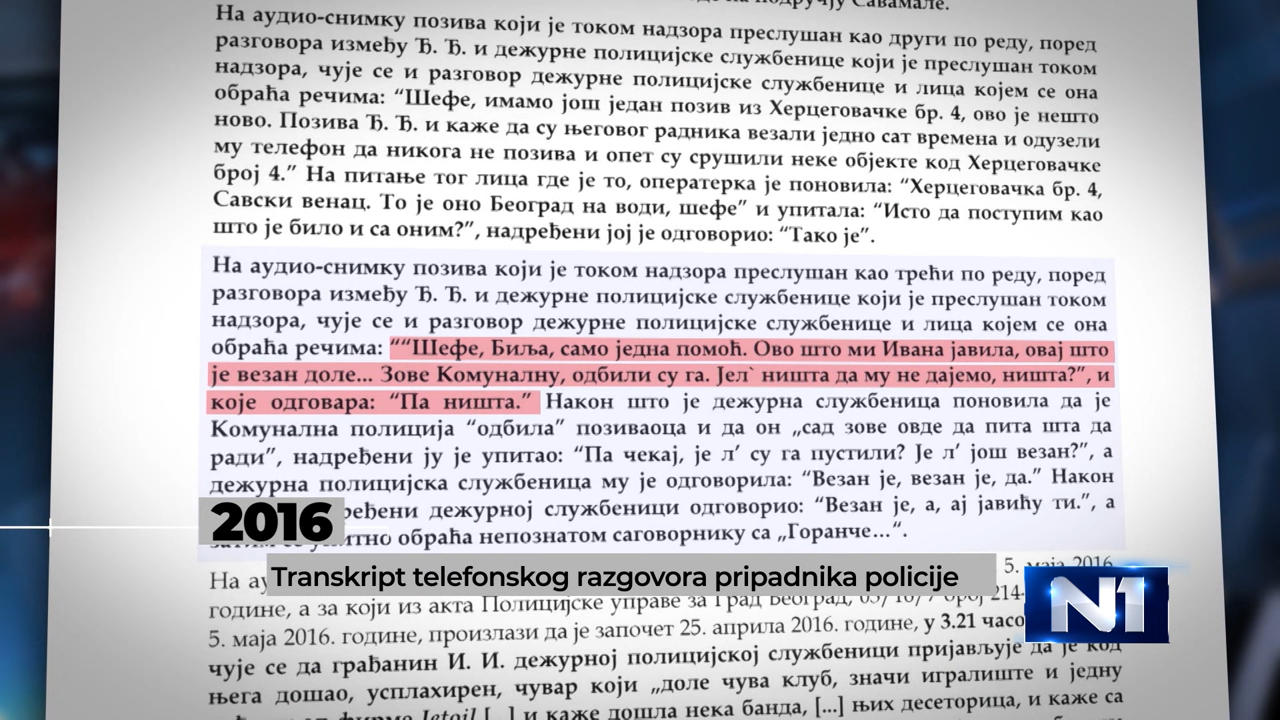 подручју Савамале.
На аудио-снимку позива који је током надзора преслушан као други по реду, поред
разговора између Ђ. Ђ. и дежурне полицијске службенице који је преслушан током
надзора, чује се и разговор дежурне полицијске службенице и лица којем се она
обраћа речима: “Шефе, имамо још један позив из Херцеговачке бр. 4, ово је нешто
ново. Позива Ђ. Ђ. и каже да су његовог радника везали једно сат времена и одузели
му телефон да никога не позива и опет су срушили неке објекте код Херцеговачке
број 4.” На питање тог лица где је то, оператерка је поновила: “Херцеговачка бр. 4,
Савски венац. То је оно Београд на води, шефе” и упитала: “Исто да поступим као
што је било и са оним?”, надређени јој је одговорио: “Тако је”.
На аудио-снимку позива који је током надзора преслушан као трећи по реду, поред
разговора између Ђ. Ђ. и дежурне полицијске службенице који је преслушан током
надзора, чује се и разговор дежурне полицијске службенице и лица којем се она
обраћа речима: ““Шефе, Биља, само једна помоћ. Ово што ми Ивана јавила, овај што
је везан доле... Зове Комуналну, одбили су га. Јел` ништа да му не дајемо, ништа?”, и
које одговара: “Па ништа.” Након што је дежурна службеница поновила да је
Комунална полиција “одбила” позиваоца и да он „сад зове овде да пита шта да
ради”, надређени ју је упитао: “Па чекај, је л’ су га пустили? Је л’ још везан?”, а
дежурна полицијска службеница му је одговорила: “Везан је, везан је, да.” Након
ређени дежурној службеници одговорио: “Везан је, а, ај јавићу ти.”, а
2016
обраћа непознатом саговорнику са „Горанче...“.
На 5. маја 2016.
Transkript telefonskog razgovora pripadnika policije
године, а за који из акта Полицијске управе за Град Београд,
N1
5. маја 2016. године, произлази да је започет 25. априла 2016. године, у 3.21
чује се да грађанин И. И. дежурној полицијској службеници пријављује да је код
њега дошао, усплахирен, чувар који „доле чува клуб, значи игралиште и једну
Jetoil [...] и каже дошла нека банда, [...] њих десеторица, и каже са